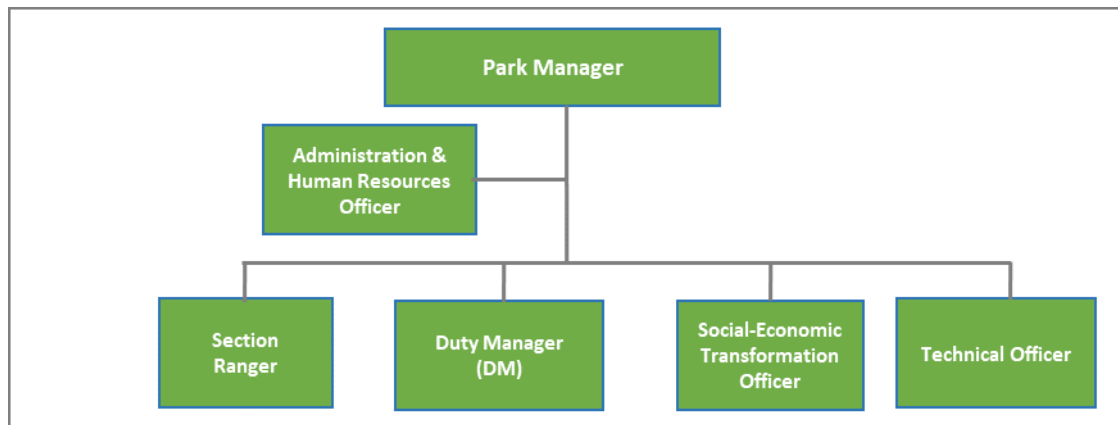 Park Manager
Administration &
Human Resources
Officer
Section
Ranger
Duty Manager
(DM)
Social-Economic
Transformation
Officer
Technical Officer